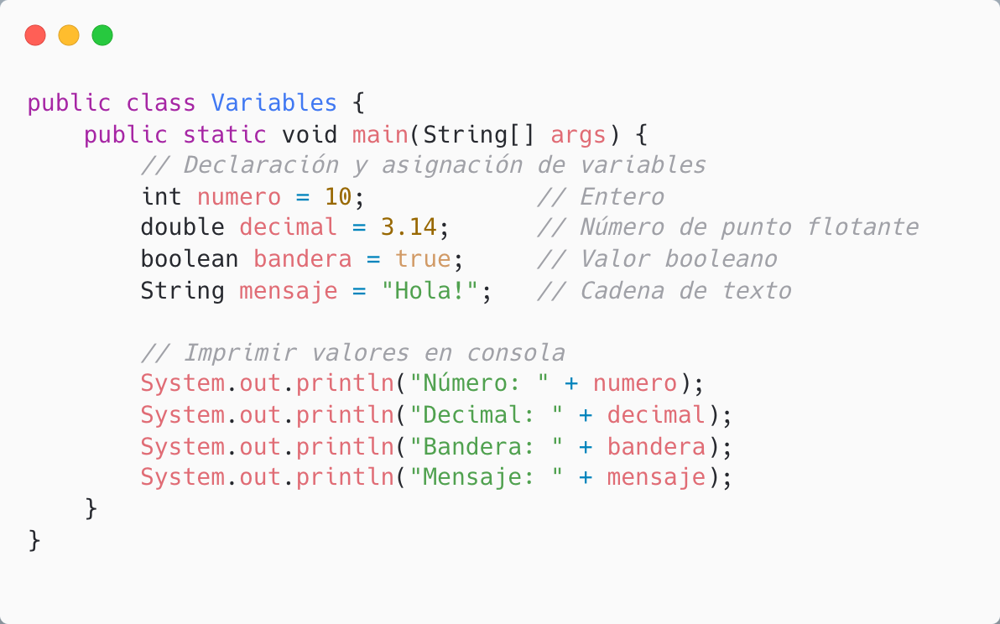 public class Variables {
    public static void main(String[] args) {
        // Declaración y asignación de variables
        int numero = 10;            // Entero
        double decimal = 3.14;      // Número de punto flotante
        boolean bandera = true;     // Valor booleano
        String mensaje = "Hola!";   // Cadena de texto

        // Imprimir valores en consola
        System.out.println("Número: " + numero);
        System.out.println("Decimal: " + decimal);
        System.out.println("Bandera: " + bandera);
        System.out.println("Mensaje: " + mensaje);
    }
}